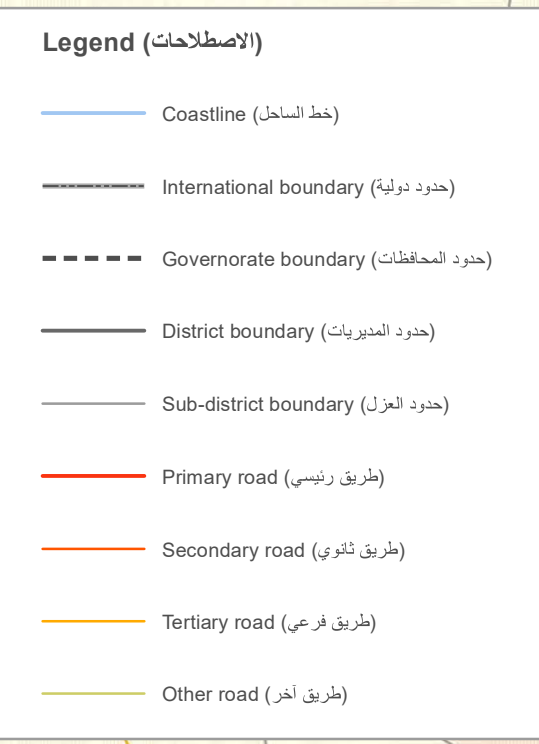 Legend (الاصطلاحات)
Coastline (خط الساحل)
International boundary (حدود دولية)
Governorate boundary (حدود المحافظات)
District boundary (حدود المديريات)
Sub-district boundary (حدود العزل)
Primary road (طريق رئيسي)
Secondary road (طريق ثانوي)
Tertiary road (طريق فرعي)
Other road (طريق آخر)